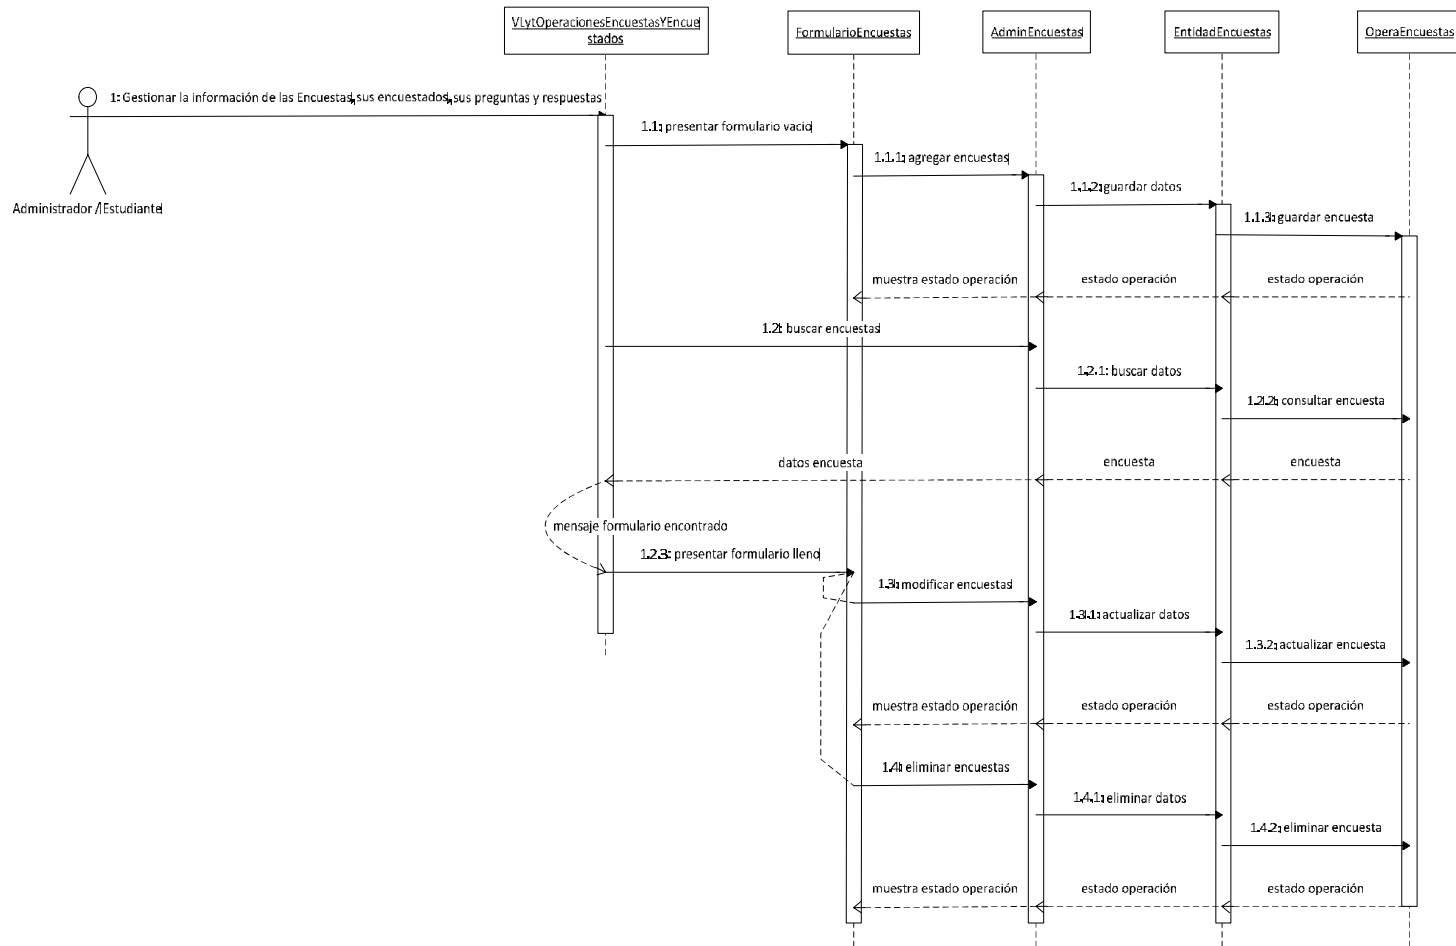 VLytOperacionesEncuestasYEncue
stados
FormularioEncuestas
AdminEncuestas
EntidadEncuestas
OperaEncuestas
1: Gestionar la información de las Encuestas, sus encuestados, sus preguntas y respuestas
Administrador / Estudiante
1.1: presentar formulario vacio
1.1.1: agregar encuestas
1.1.2: guardar datos
1.1.3: guardar encuesta
muestra estado operación
estado operación
estado operación
1.2: buscar encuestas
1.2.1: buscar datos
1.2.2: consultar encuesta
datos encuesta
encuesta
encuesta
mensaje formulario encontrado
1.2.3: presentar formulario lleno
1.3: modificar encuestas
1.3.1: actualizar datos
1.3.2: actualizar encuesta
muestra estado operación
estado operación
estado operación
1.4: eliminar encuestas
1.4.1: eliminar datos
1.4.2: eliminar encuesta
muestra estado operación
estado operación
estado operación